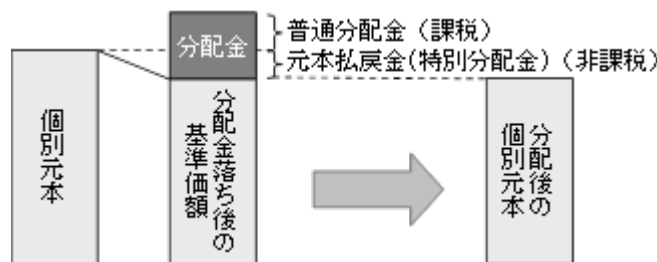 分配金
普通分配金（課税）
元本払戻金(特別分配金)（非課税）
個別元本
分配金落ち後の
基準価額
分配後の
個別元本